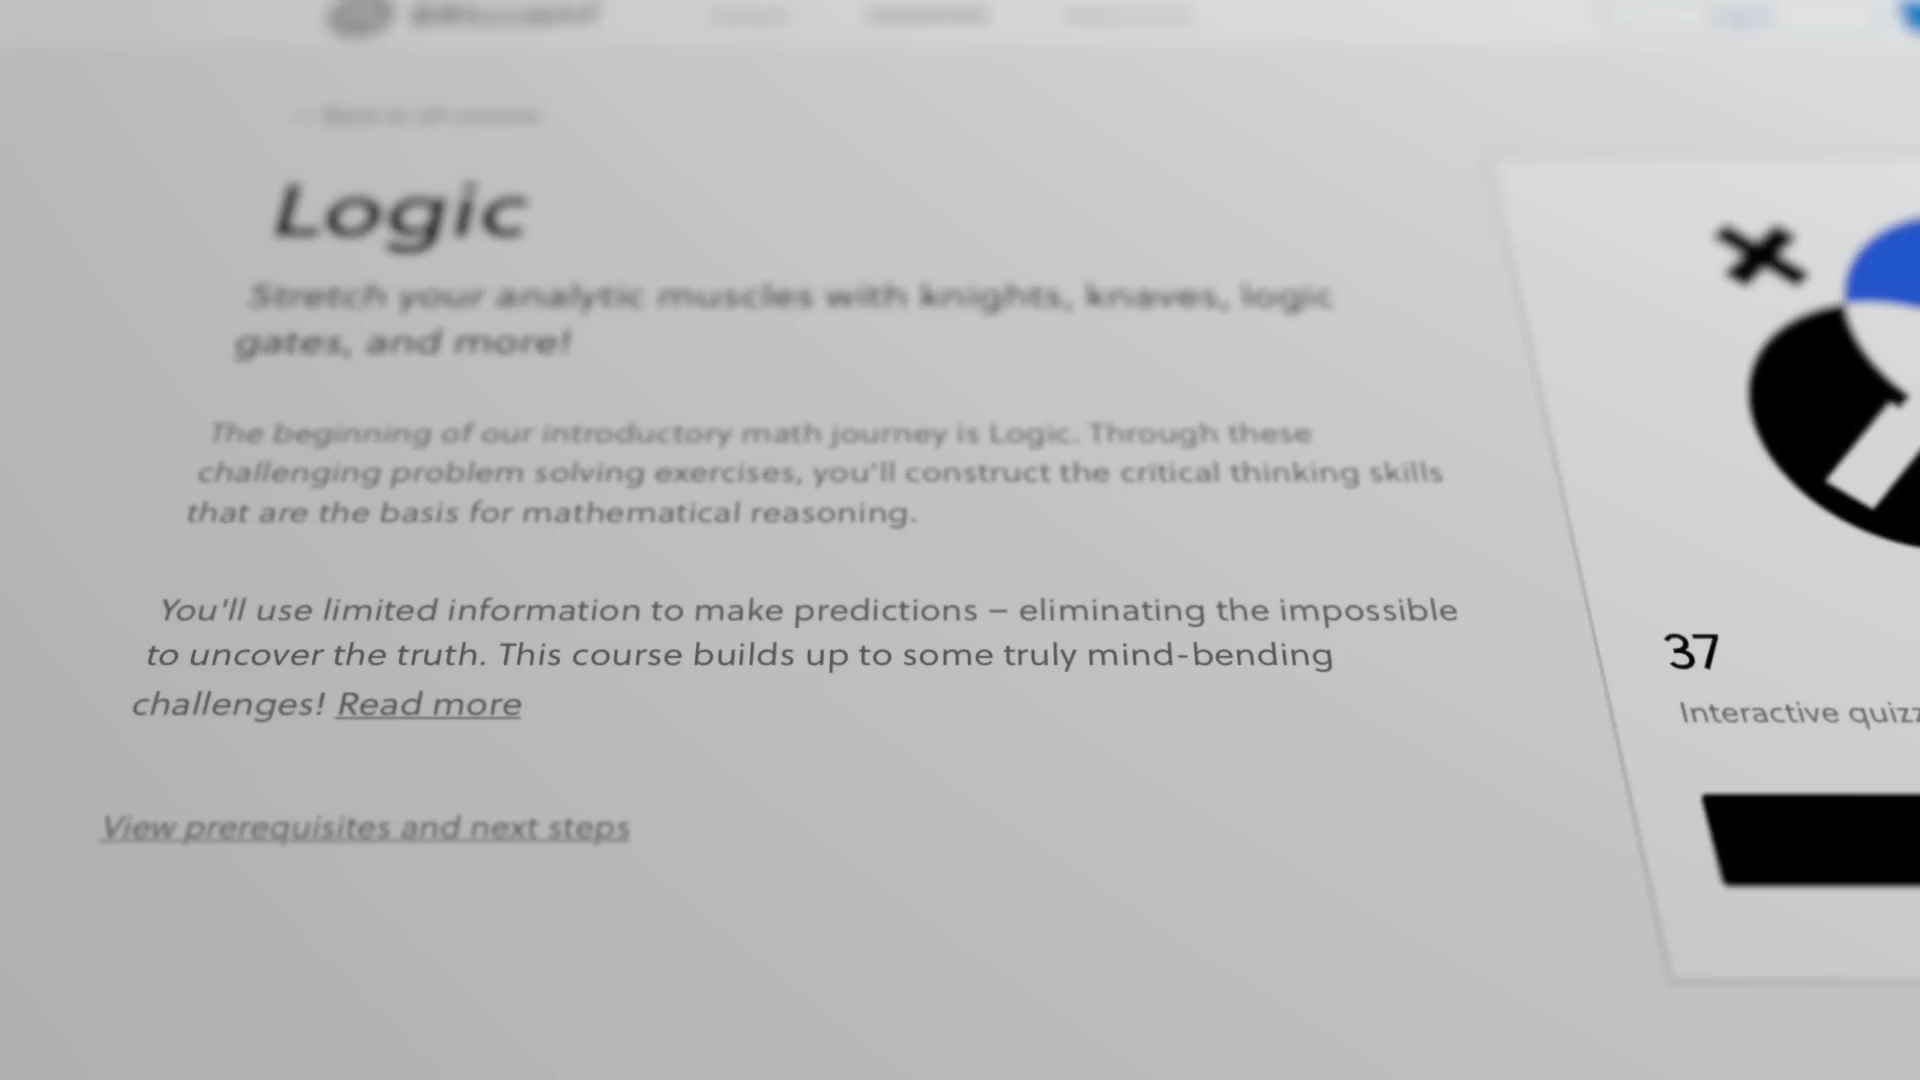 Logic
Stretch your analytic muscles with knights, knaves, logic
gates, and more!
The beginning of our introductory math journey is Logic. Through these
challenging problem solving exercises, you'll construct the critical thinking skills
that are the basis for mathematical reasoning.
You'll use limited information to make predictions – eliminating the impossible
to uncover the truth. This course builds up to some truly mind-bending
challenges! Read more
View prerequisites and next steps
37
Interactive